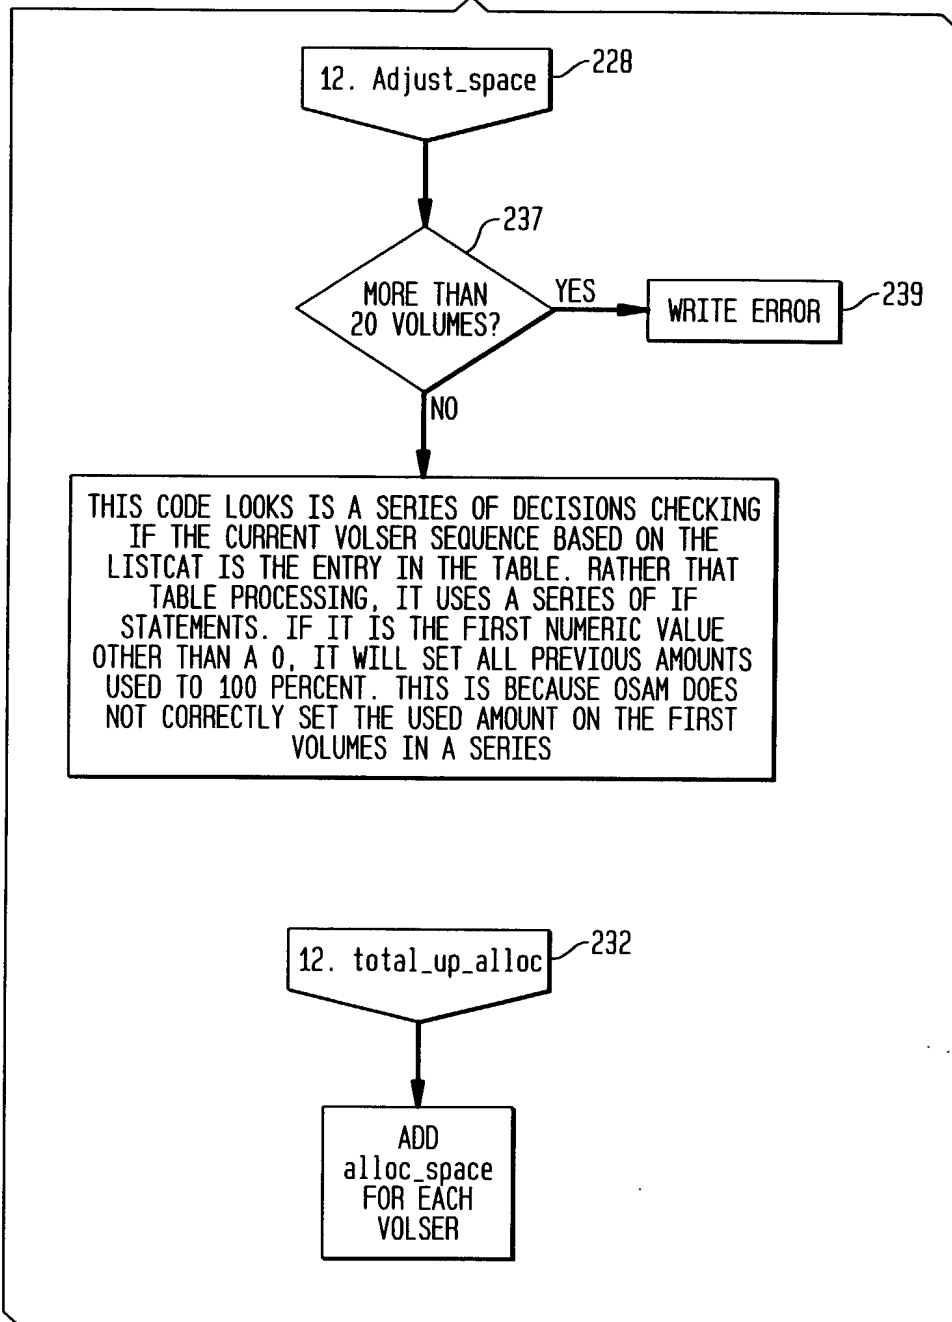 12. Adjust_space
228
237
MORE THAN
20 VOLUMES?
YES
239
WRITE ERROR
NO
THIS CODE LOOKS IS A SERIES OF DECISIONS CHECKING
IF THE CURRENT VOLSER SEQUENCE BASED ON THE
LISTCAT IS THE ENTRY IN THE TABLE. RATHER THAT
TABLE PROCESSING, IT USES A SERIES OF IF
STATEMENTS. IF IT IS THE FIRST NUMERIC VALUE
OTHER THAN A 0, IT WILL SET ALL PREVIOUS AMOUNTS
USED TO 100 PERCENT. THIS IS BECAUSE OSAM DOES
NOT CORRECTLY SET THE USED AMOUNT ON THE FIRST
VOLUMES IN A SERIES
12. total_up_alloc
232
ADD
alloc_space
FOR EACH
VOLSER